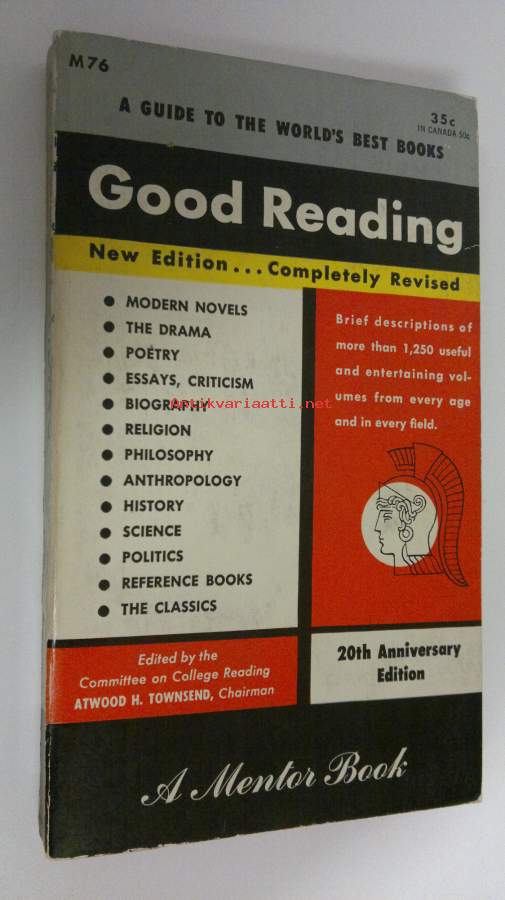 M76
A GUIDE TO THE WORLD'S BEST BOOKS
35c
IN CANADA 50c
Good Reading
New Edition . . . Completely Revised
● MODERN NOVELS
● THE DRAMA
● POETRY
● ESSAYS, CRITICISM
● BIOGRAPHY
● RELIGION
● PHILOSOPHY
● ANTHROPOLOGY
● HISTORY
● SCIENCE
● POLITICS
● REFERENCE BOOKS
● THE CLASSICS
Brief descriptions of
more than 1,250 useful
and entertaining vol-
umes from every age
and in every field.
Antikvariaatti.net
Edited by the
Committee on College Reading
ATWOOD H. TOWNSEND, Chairman
20th Anniversary
Edition
A Mentor Book